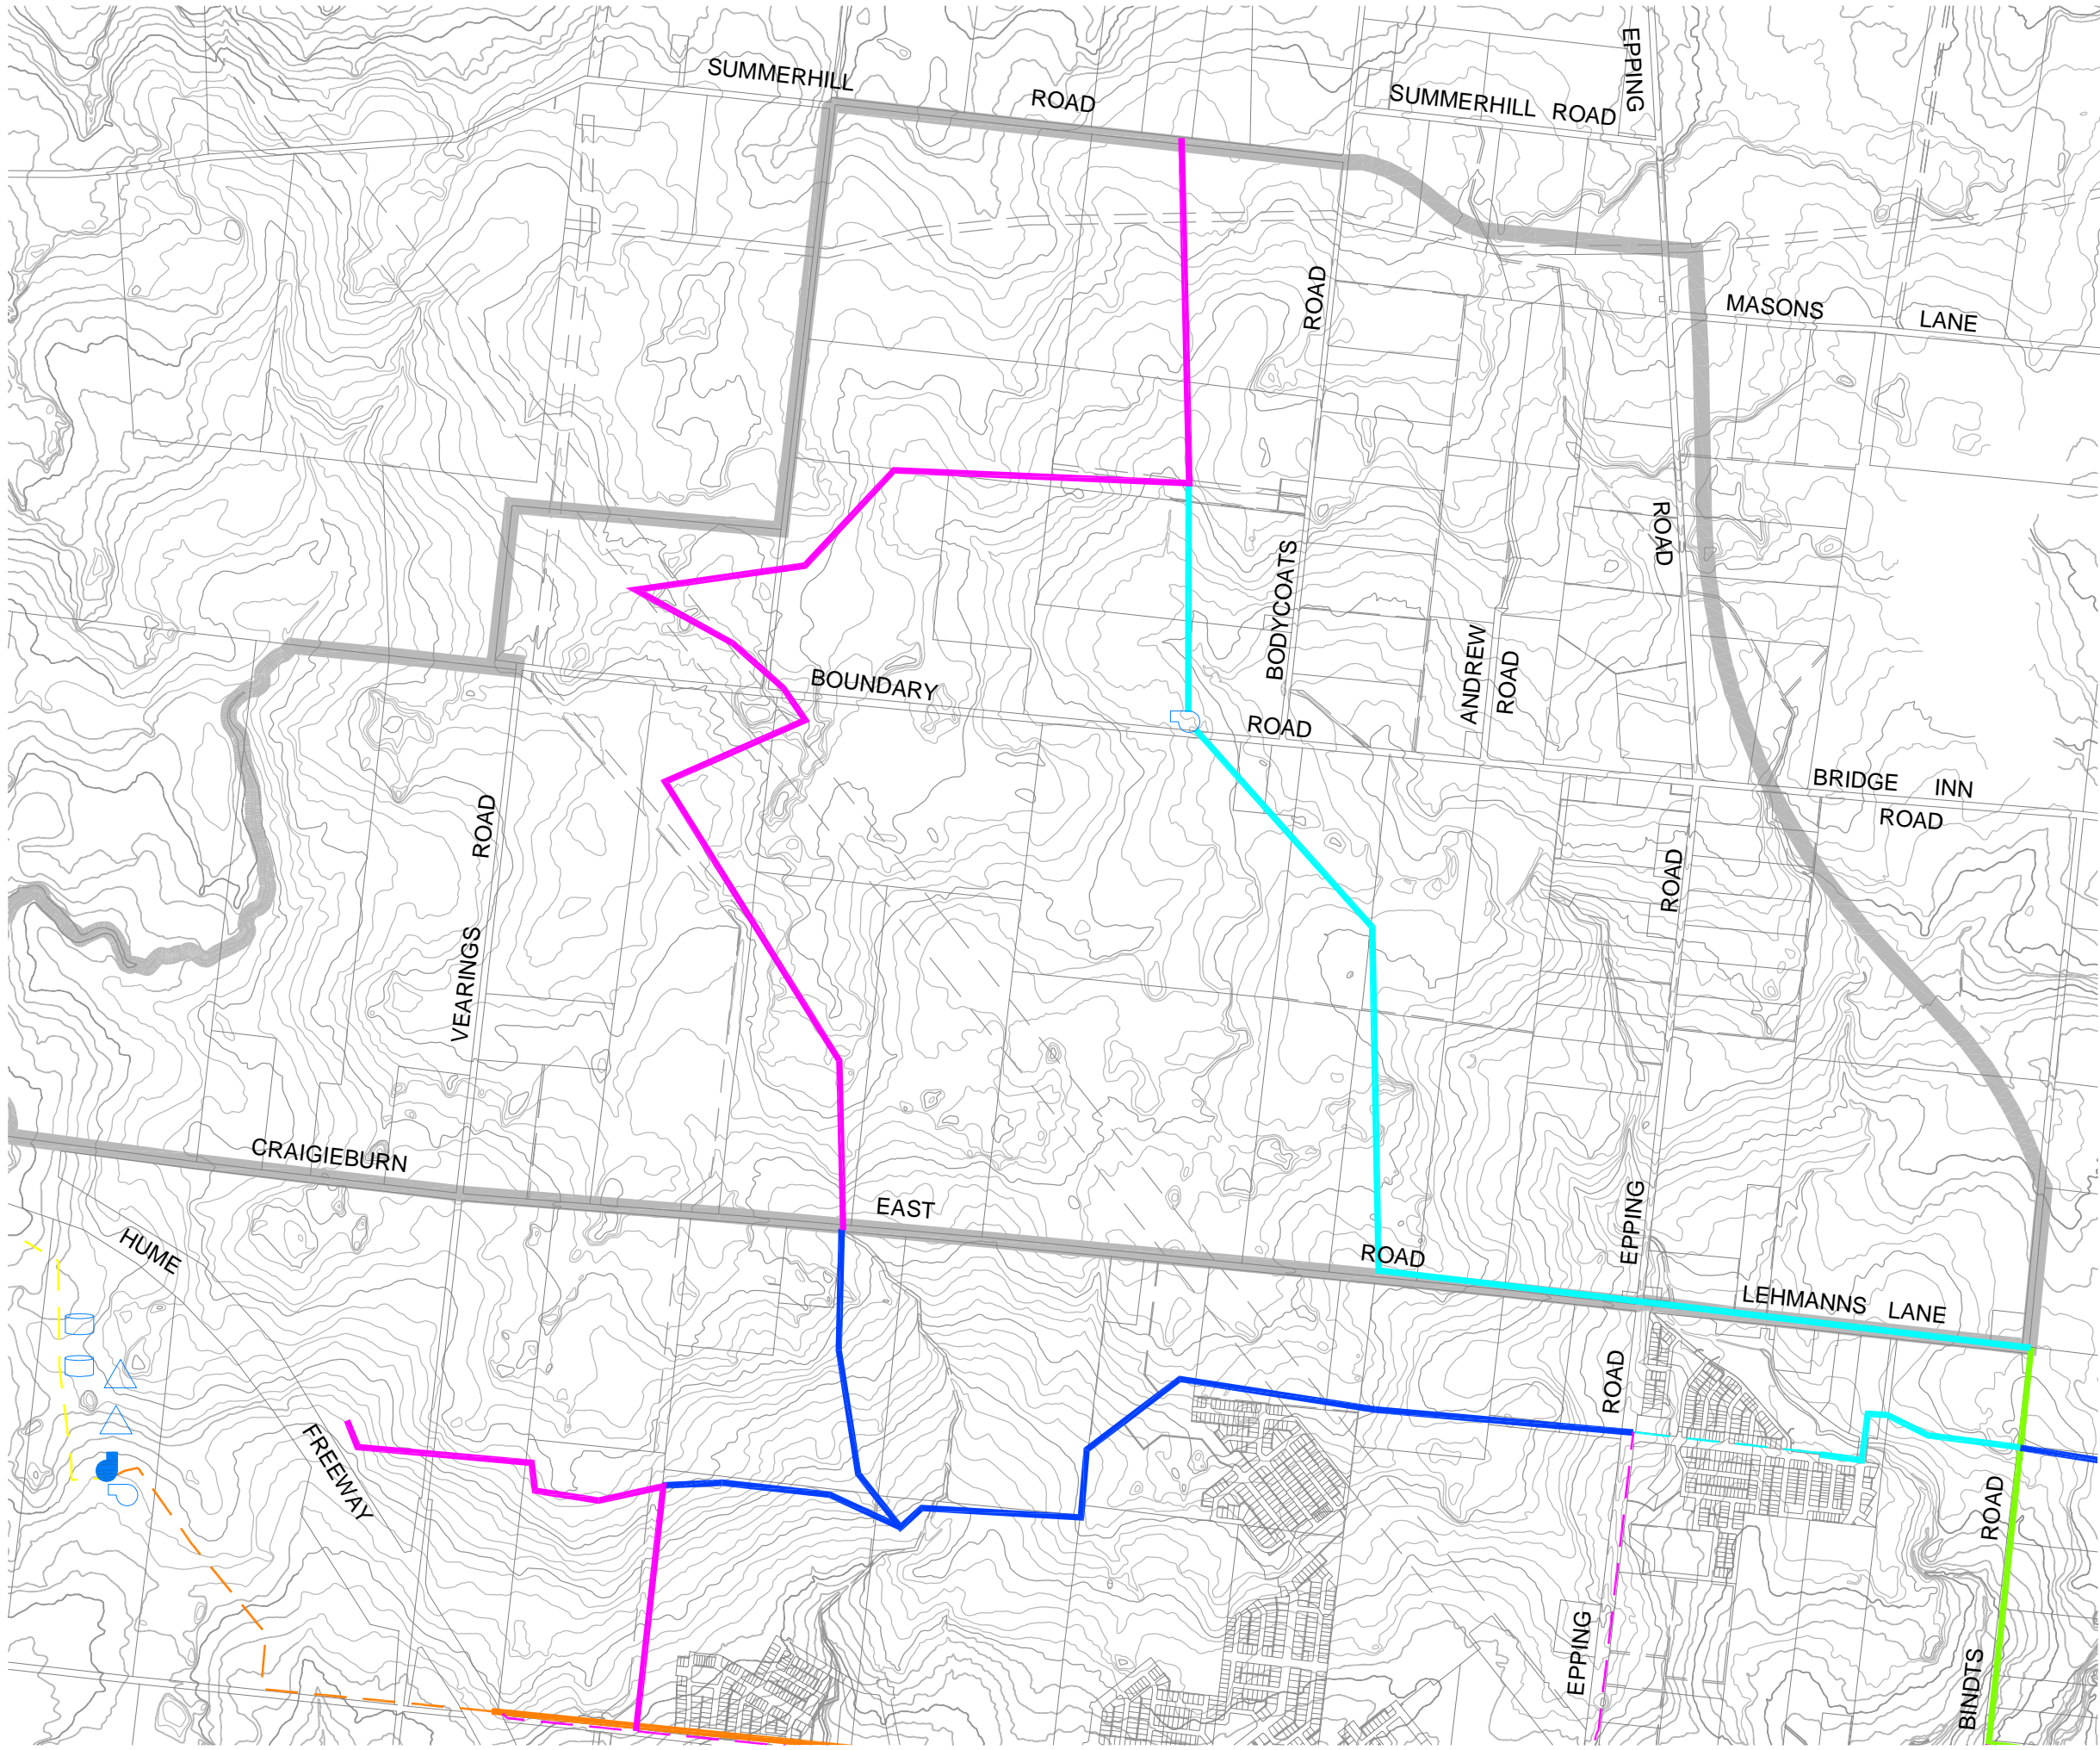 EPPING
SUMMERHILL
ROAD
SUMMERHILL ROAD
ROAD
MASONS
LANE
ROAD
BODYCOATS
ANDREW
ROAD
BOUNDARY
ROAD
BRIDGE INN
ROAD
ROAD
ROAD
VEARINGS
CRAIGIEBURN
EAST
EPPING
ROAD
HUME
LEHMANNS LANE
ROAD
FREEWAY
ROAD
EPPING
BINDTS